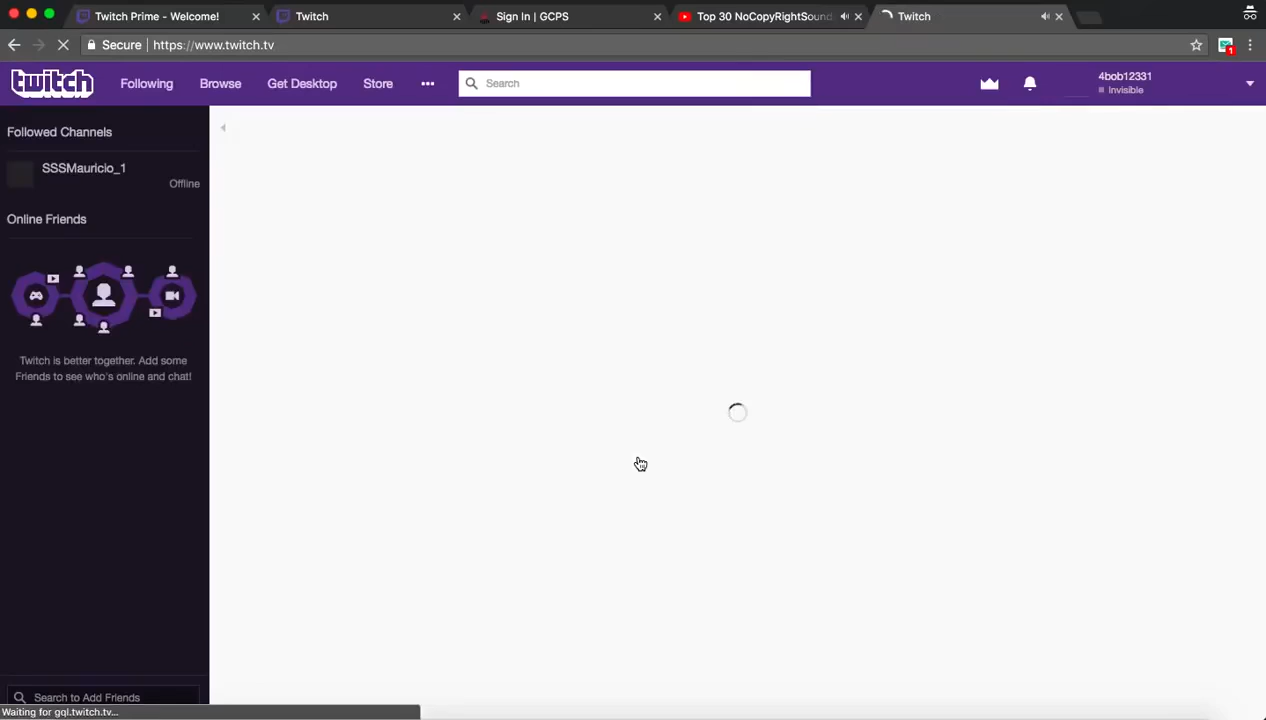 Twitch Prime - Welcome!
Twitch
Sign In | GCPS
Top 30 NoCopyRightSound
Twitch
Secure | https://www.twitch.tv
1
twitch
Following
Browse
Get Desktop
Store
Search
4bob12331
Invisible
Followed Channels
SSSMauricio_1
Offline
Online Friends
Twitch is better together. Add some
Friends to see who's online and chat!
Search to Add Friends
Waiting for gql.twitch.tv...